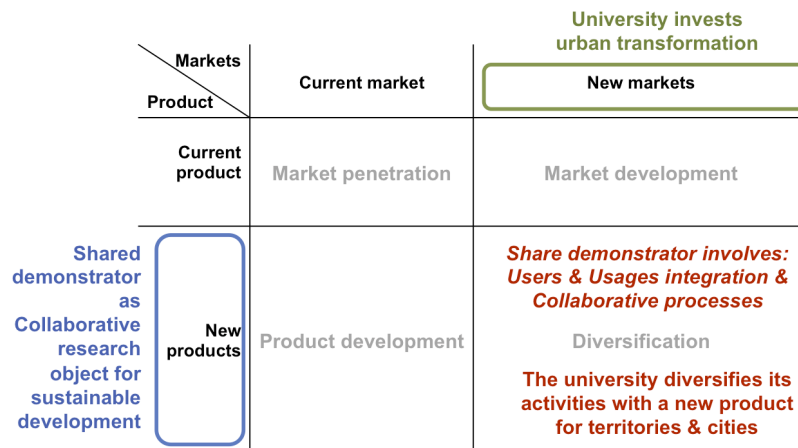 University invests
urban transformation
Markets
Product
Current market
New markets
Current
product
Market penetration
Market development
Shared
demonstrator
as
Collaborative
research
object for
sustainable
development
New
products
Product development
Share demonstrator involves:
Users & Usages integration &
Collaborative processes
Diversification
The university diversifies its
activities with a new product
for territories & cities